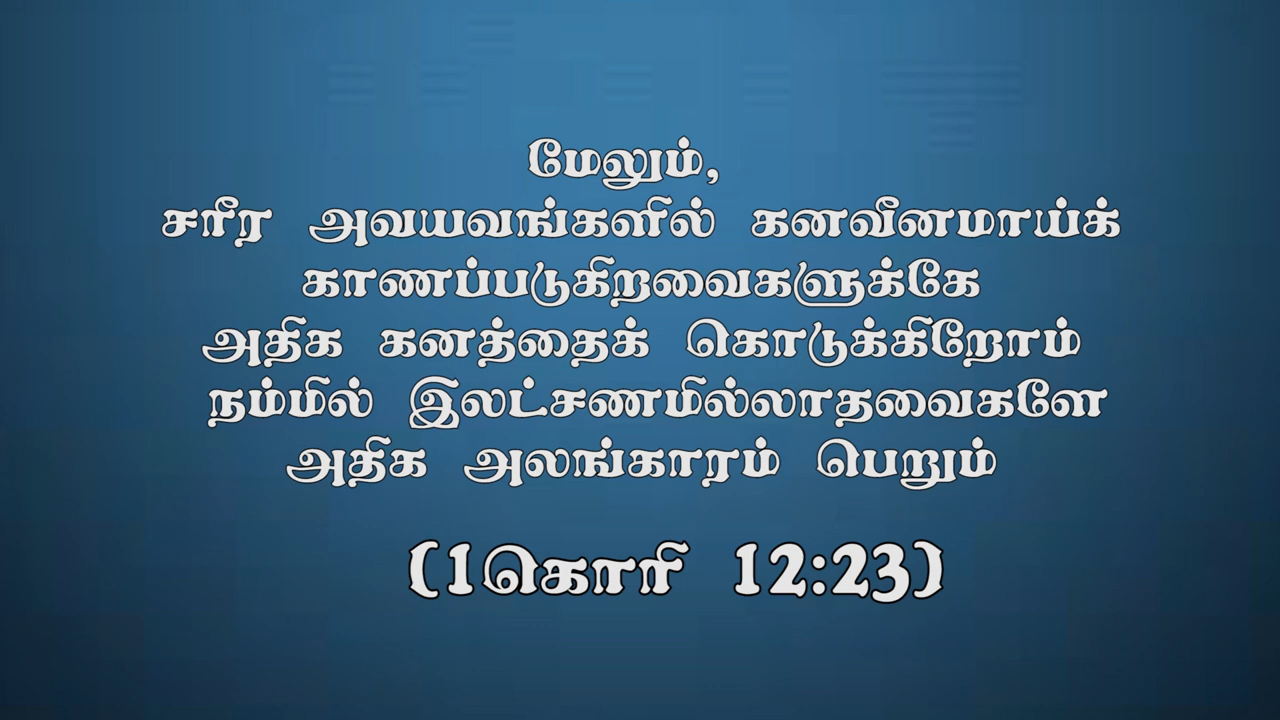 மேலும்,
சரீர அவயவங்களில் கனவீனமாய்க்
காணப்படுகிறவைகளுக்கே
அதிக கனத்தைக் கொடுக்கிறோம்
நம்மில் இலட்சணமில்லாதவைகளே
அதிக அலங்காரம் பெறும்
(1கொரி 12:23)